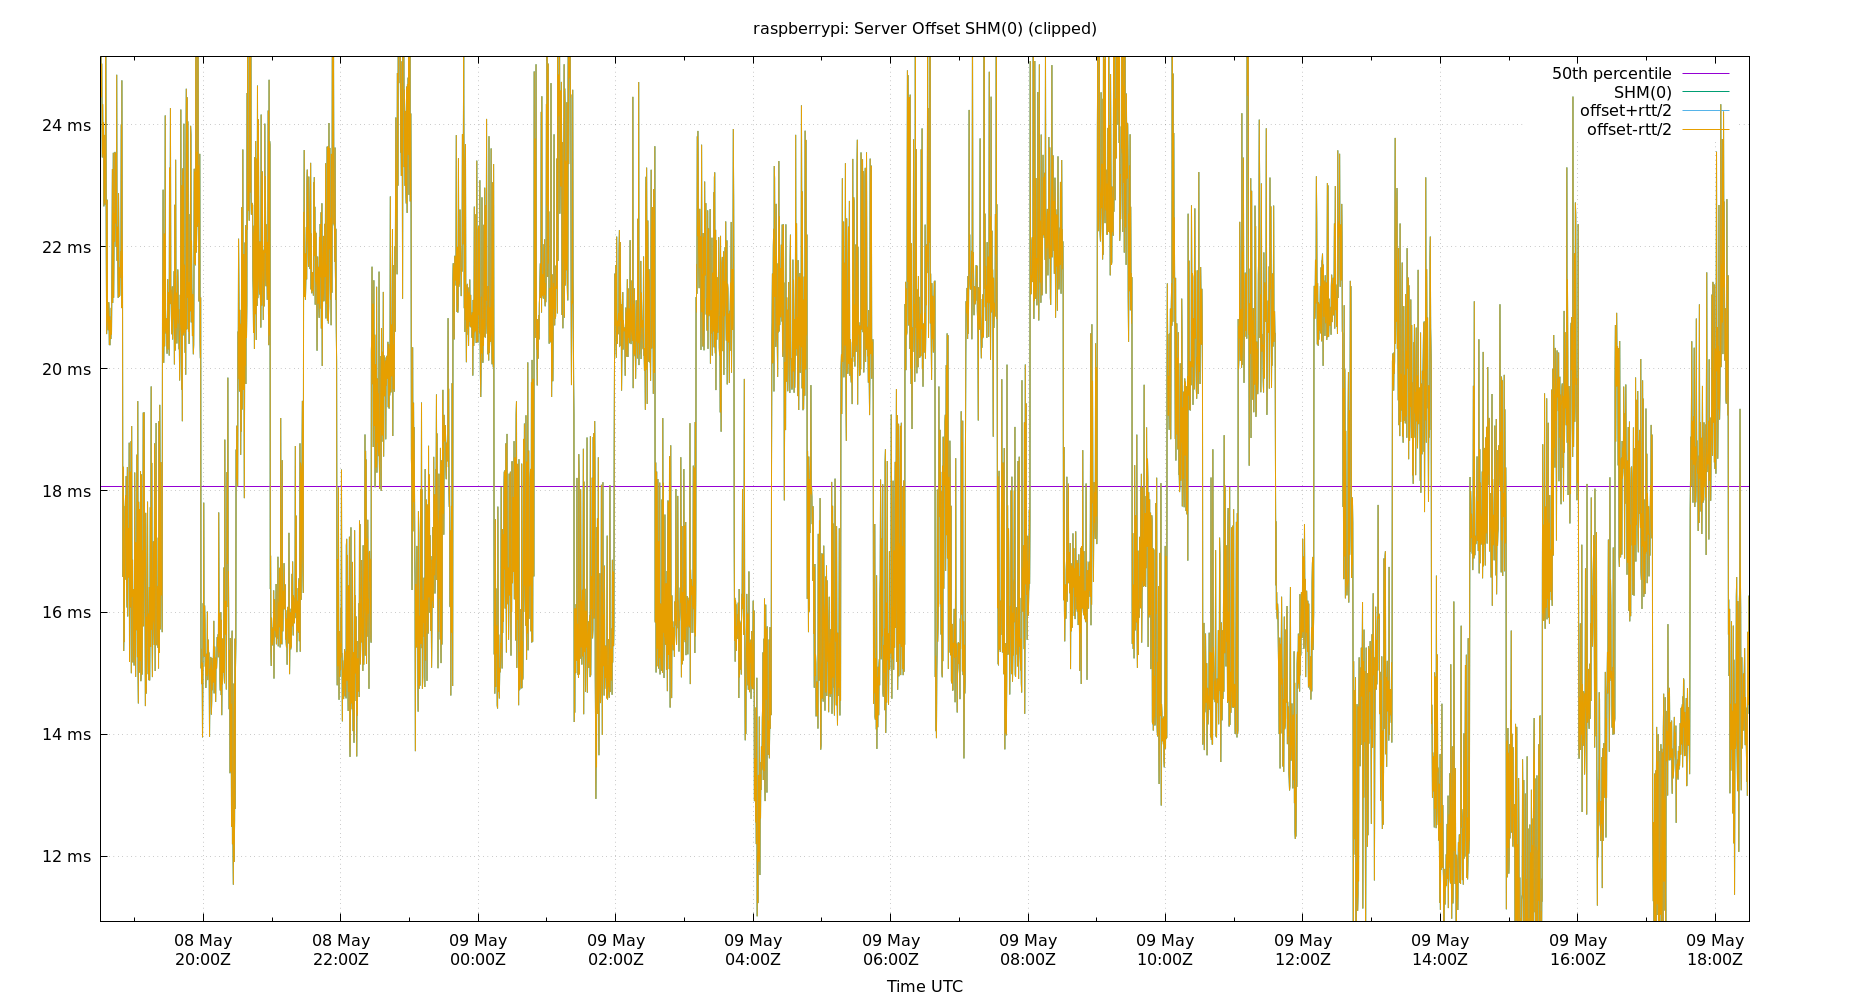 raspberrypi: Server Offset SHM(0) (clipped)
50th percentile
SHM(0)
offset+rtt/2
offset-rtt/2
24 ms
22 ms
20 ms
18 ms
16 ms
14 ms
12 ms
08 May 08 May 09 May 09 May 09 May 09 May 09 May 09 May 09 May 09 May 09 May 09 May
20:00Z 22:00Z 00:00Z 02:00Z 04:00Z 06:00Z 08:00Z 10:00Z 12:00Z 14:00Z 16:00Z 18:00Z
Time UTC